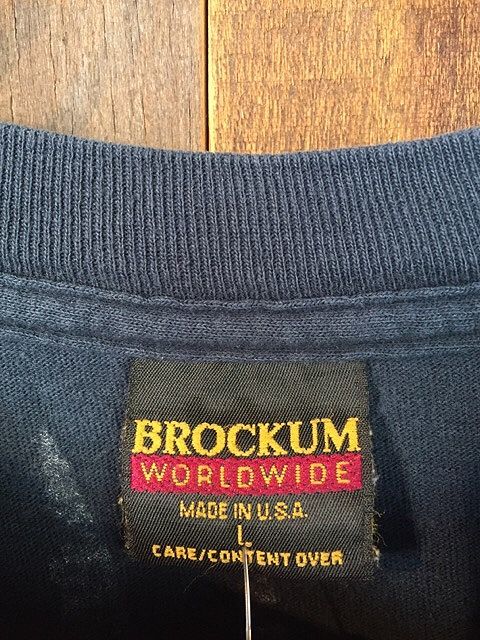 BROCKUM
WORLDWIDE
MADE IN U.S.A.
L
CARE/CONTENT OVER